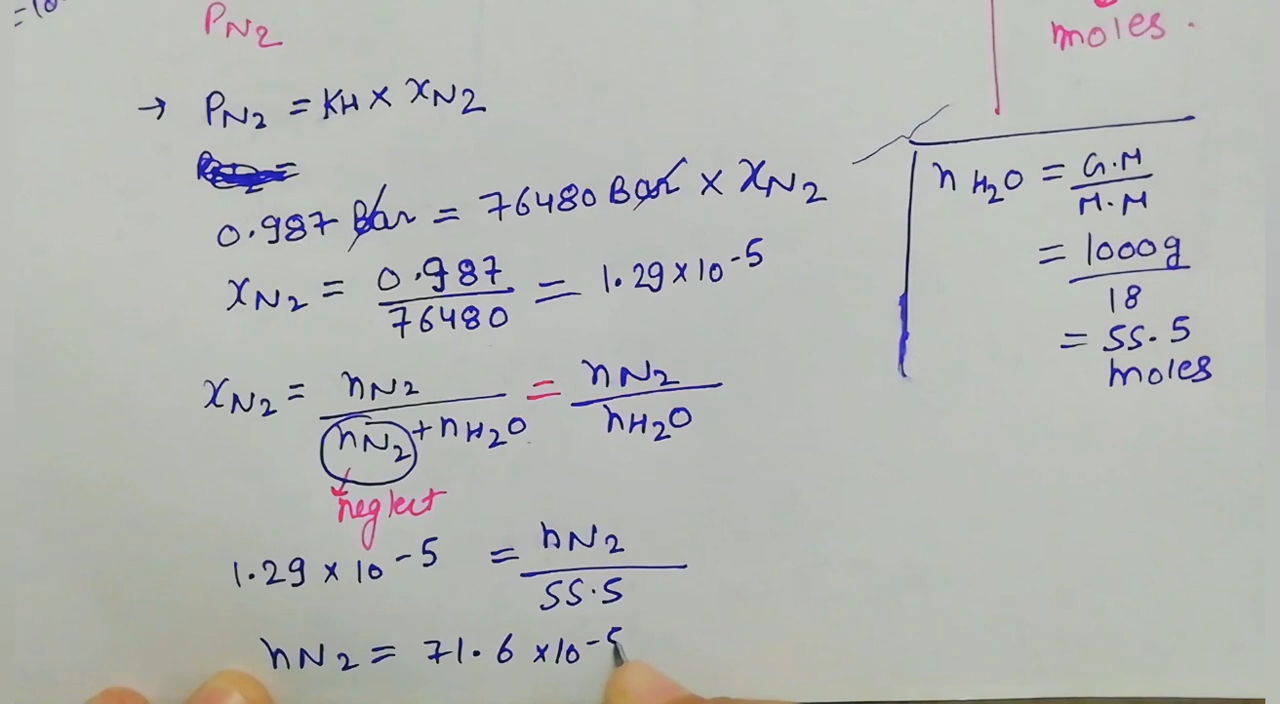 =10
PN2
→ PN2 = KH × xN2
0.987 Bar = 76480 Bar × xN2
xN2 = 0.987 / 76480 = 1.29 × 10-5
xN2 = nN2 / nN2 + nH2O = nN2 / nH2O
neglect
1.29 × 10-5 = nN2 / 55.5
nN2 = 71.6 × 10-5
moles.
nH2O = G.M / M.M
= 1000g / 18
= 55.5
moles